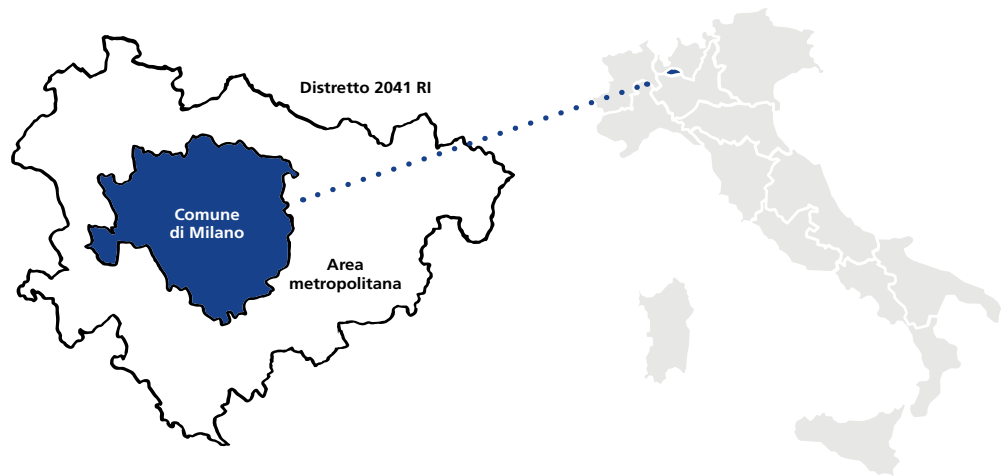 Distretto 2041 RI
Comune
di Milano
Area
metropolitana